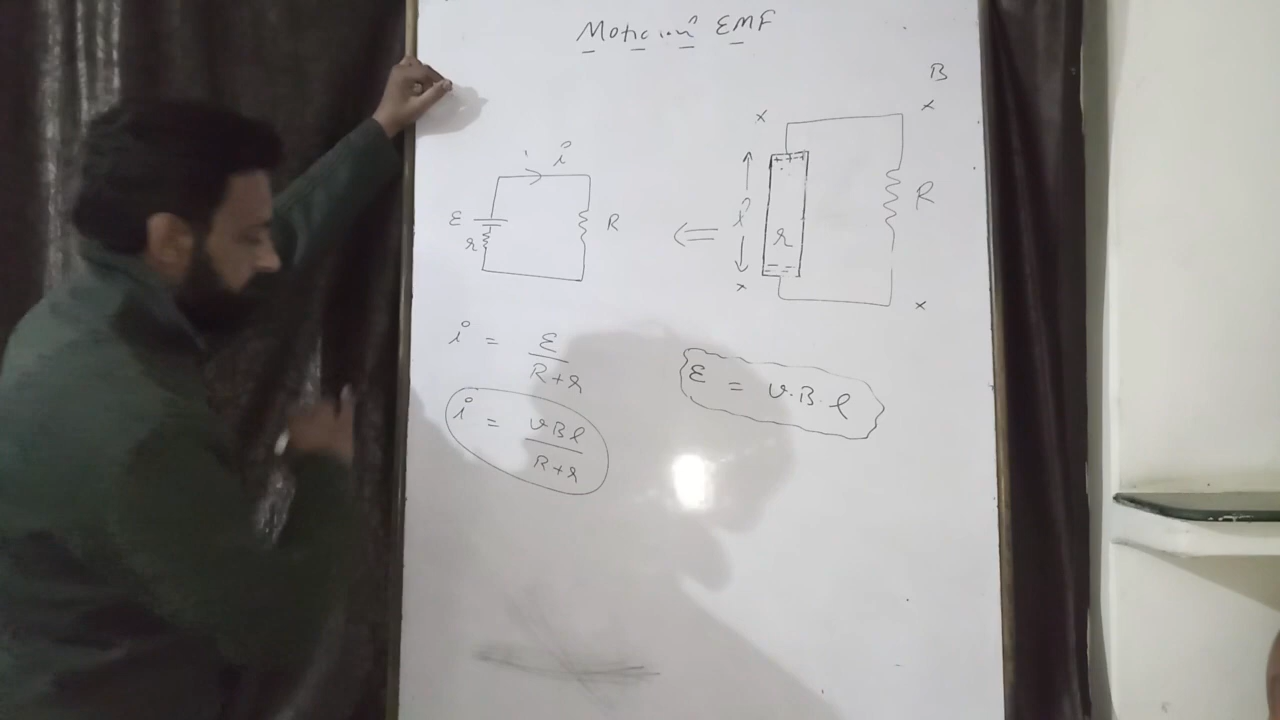 Motional EMF
B
x x
i
+ + +
ε
r
R
l
r
R
- - -
x x
i = ε / R+r
ε = v.B.l
i = vBl / R+r